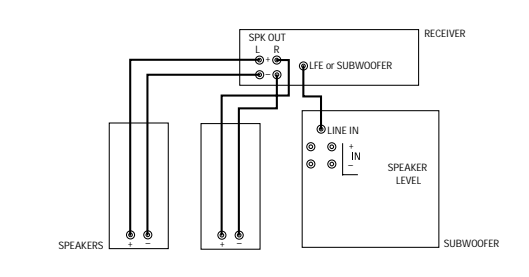 SPK OUT
RECEIVER
L R
+
LFE or SUBWOOFER
–
LINE IN
+
IN
–
SPEAKER
LEVEL
SPEAKERS
+ –
+ –
SUBWOOFER